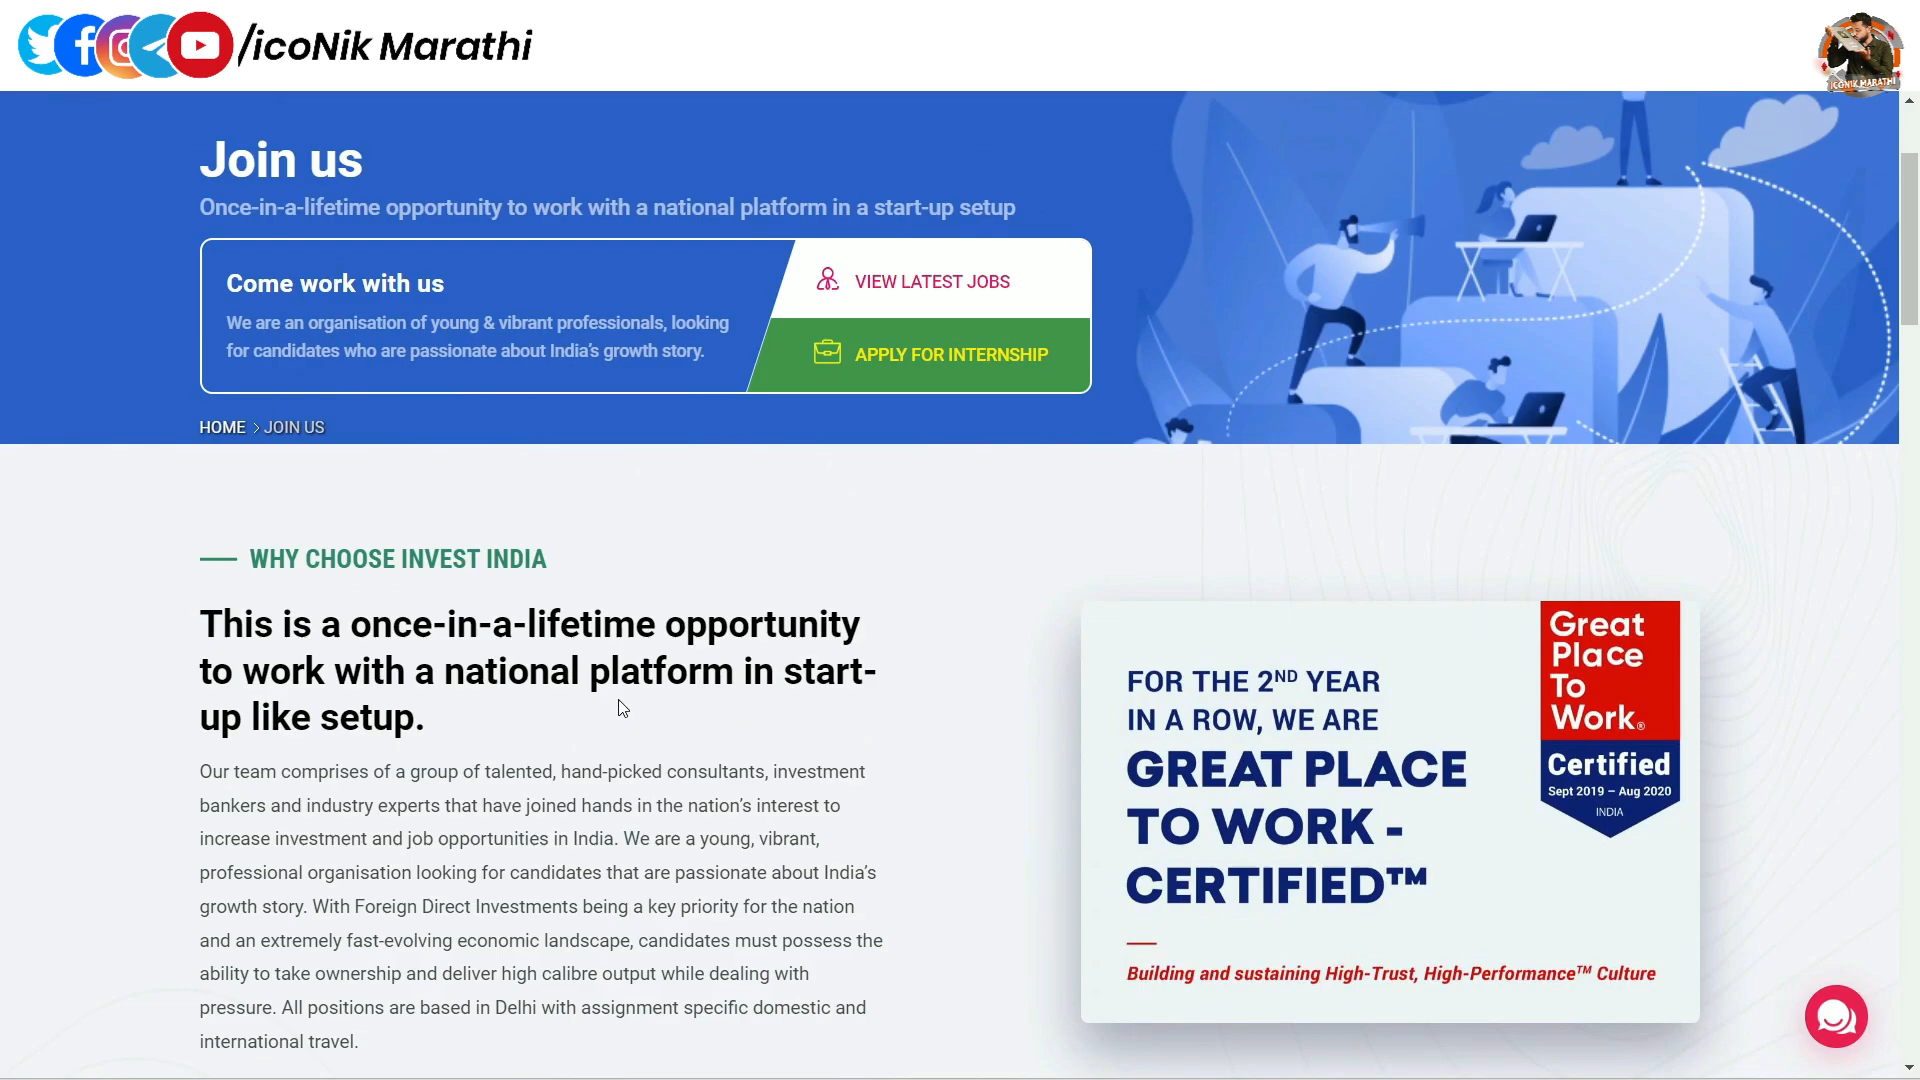 /icoNik Marathi
ICONIK MARATHI
Join us
Once-in-a-lifetime opportunity to work with a national platform in a start-up setup
Come work with us
We are an organisation of young & vibrant professionals, looking
for candidates who are passionate about India's growth story.
VIEW LATEST JOBS
APPLY FOR INTERNSHIP
HOME > JOIN US
WHY CHOOSE INVEST INDIA
This is a once-in-a-lifetime opportunity
to work with a national platform in start-
up like setup.
Our team comprises of a group of talented, hand-picked consultants, investment
bankers and industry experts that have joined hands in the nation's interest to
increase investment and job opportunities in India. We are a young, vibrant,
professional organisation looking for candidates that are passionate about India's
growth story. With Foreign Direct Investments being a key priority for the nation
and an extremely fast-evolving economic landscape, candidates must possess the
ability to take ownership and deliver high calibre output while dealing with
pressure. All positions are based in Delhi with assignment specific domestic and
international travel.
FOR THE 2ND YEAR
IN A ROW, WE ARE
GREAT PLACE
TO WORK -
CERTIFIED™
Building and sustaining High-Trust, High-Performance™ Culture
Great
Place
To
Work®
Certified
Sept 2019 – Aug 2020
INDIA